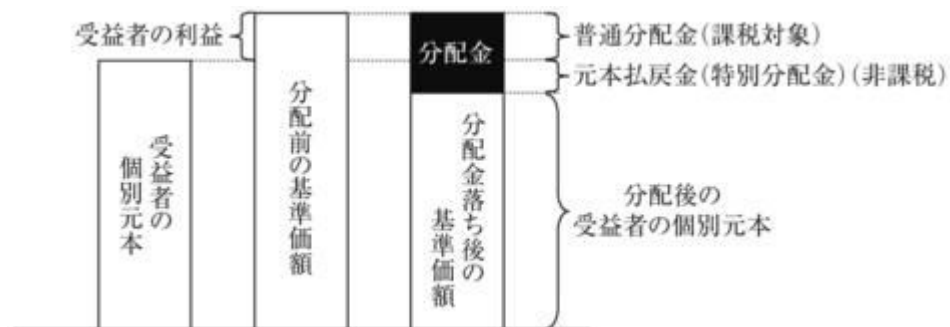 受益者の利益
分配金
普通分配金(課税対象)
元本払戻金(特別分配金)(非課税)
受益者の
個別元本
分配前の基準価額
分配金落ち後の
基準価額
分配後の
受益者の個別元本